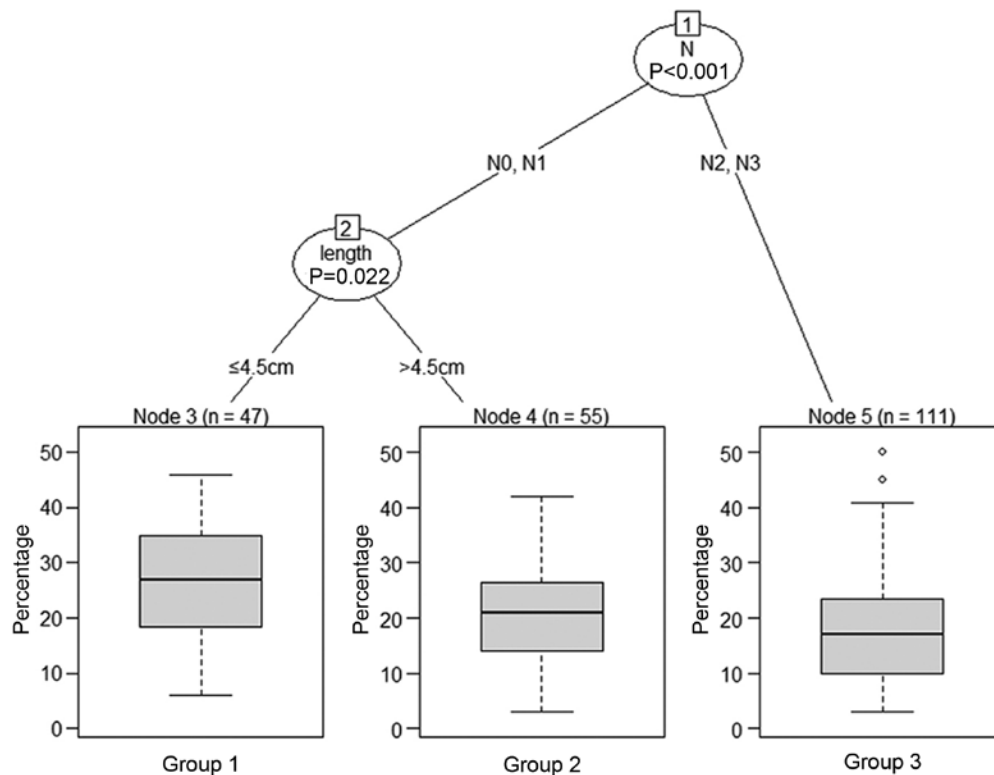 1
N
P<0.001
N0, N1
N2, N3
2
length
P=0.022
≤4.5cm
>4.5cm
Node 3 (n = 47)
Node 4 (n = 55)
Node 5 (n = 111)
Percentage
50
40
30
20
10
0
Percentage
50
40
30
20
10
0
Percentage
50
40
30
20
10
0
Group 1
Group 2
Group 3